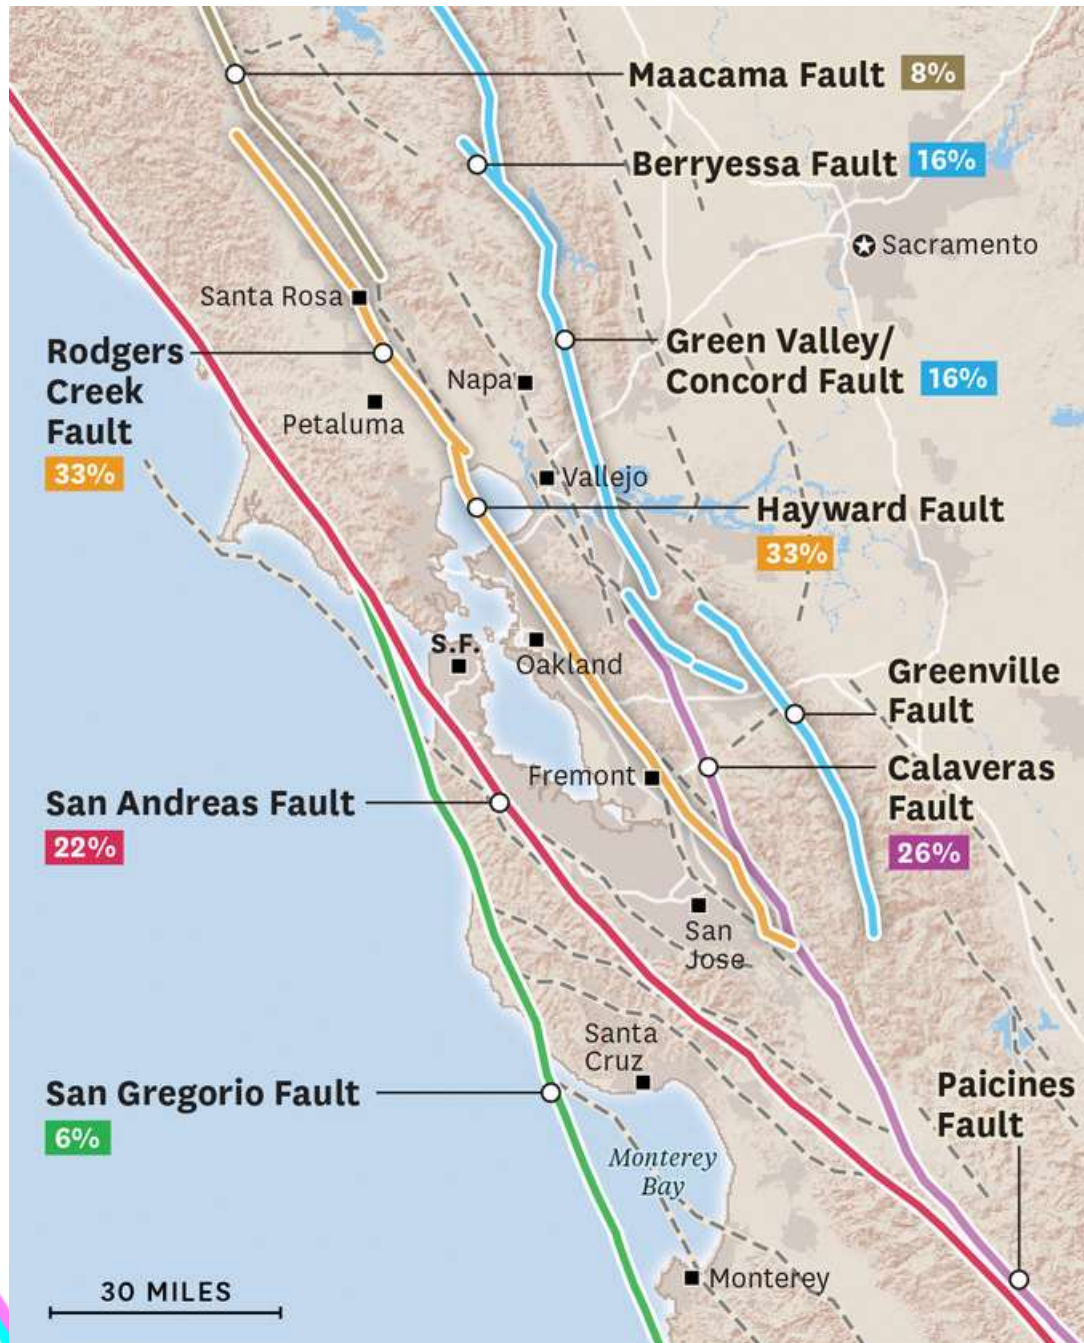 Maacama Fault 8%
Berryessa Fault 16%
Sacramento
Santa Rosa
Green Valley/
Concord Fault 16%
Rodgers
Creek
Fault
33%
Napa
Petaluma
Vallejo
Hayward Fault
33%
S.F.
Oakland
Greenville
Fault
Fremont
Calaveras
Fault
26%
San Andreas Fault
22%
San
Jose
Santa
Cruz
San Gregorio Fault
6%
Paicines
Fault
Monterey
Bay
Monterey
30 MILES